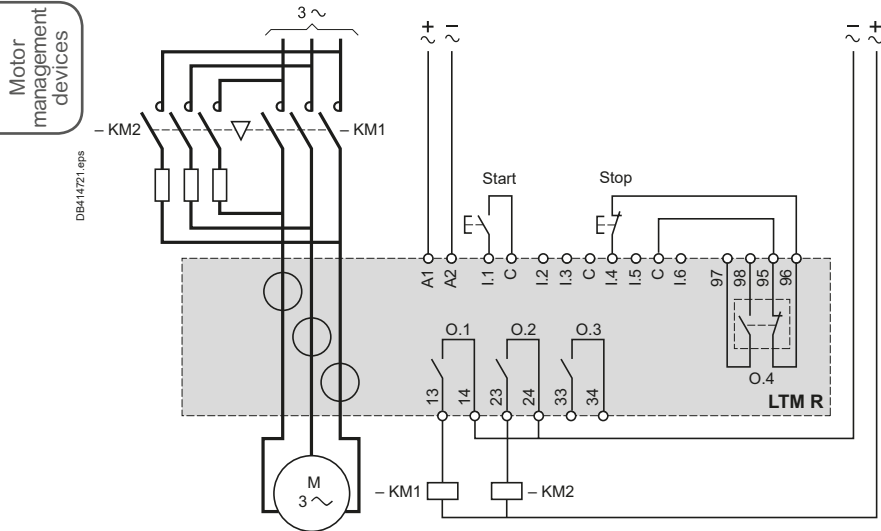 Motor
management
devices
DB414721.eps
3 ~
+ −
~ ~
− +
~ ~
– KM2
– KM1
Start
Stop
A1 A2 I.1 C I.2 I.3 C I.4 I.5 C I.6 97 98 95 96
O.1 O.2 O.3
O.4
13 14 23 24 33 34
LTM R
M
3 ~
– KM1
– KM2